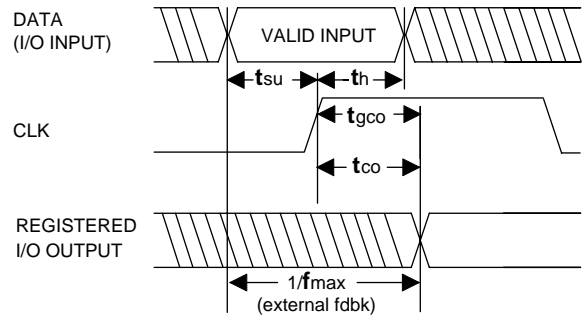 DATA
(I/O INPUT)
VALID INPUT
tsu
th
CLK
tgco
tco
REGISTERED
I/O OUTPUT
1/fmax
(external fdbk)